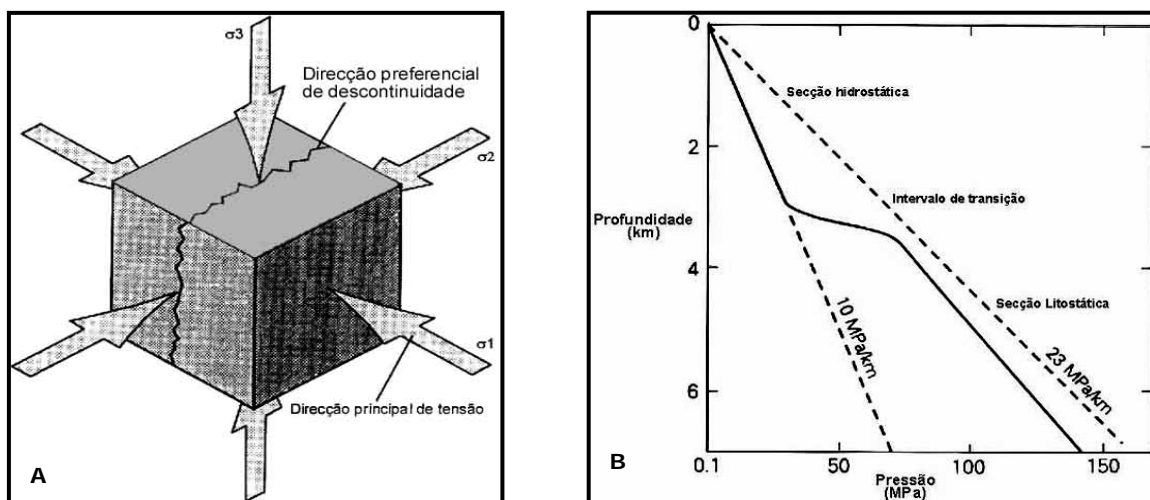 σ3
Direcção preferencial
de descontinuidade
σ2
σ1
Direcção principal de tensão
A
0
Secção hidrostática
2
Intervalo de transição
Profundidade
(km)
4
Secção Litostática
10 MPa/km
23 MPa/km
6
B
0.1
50
100
150
Pressão
(MPa)